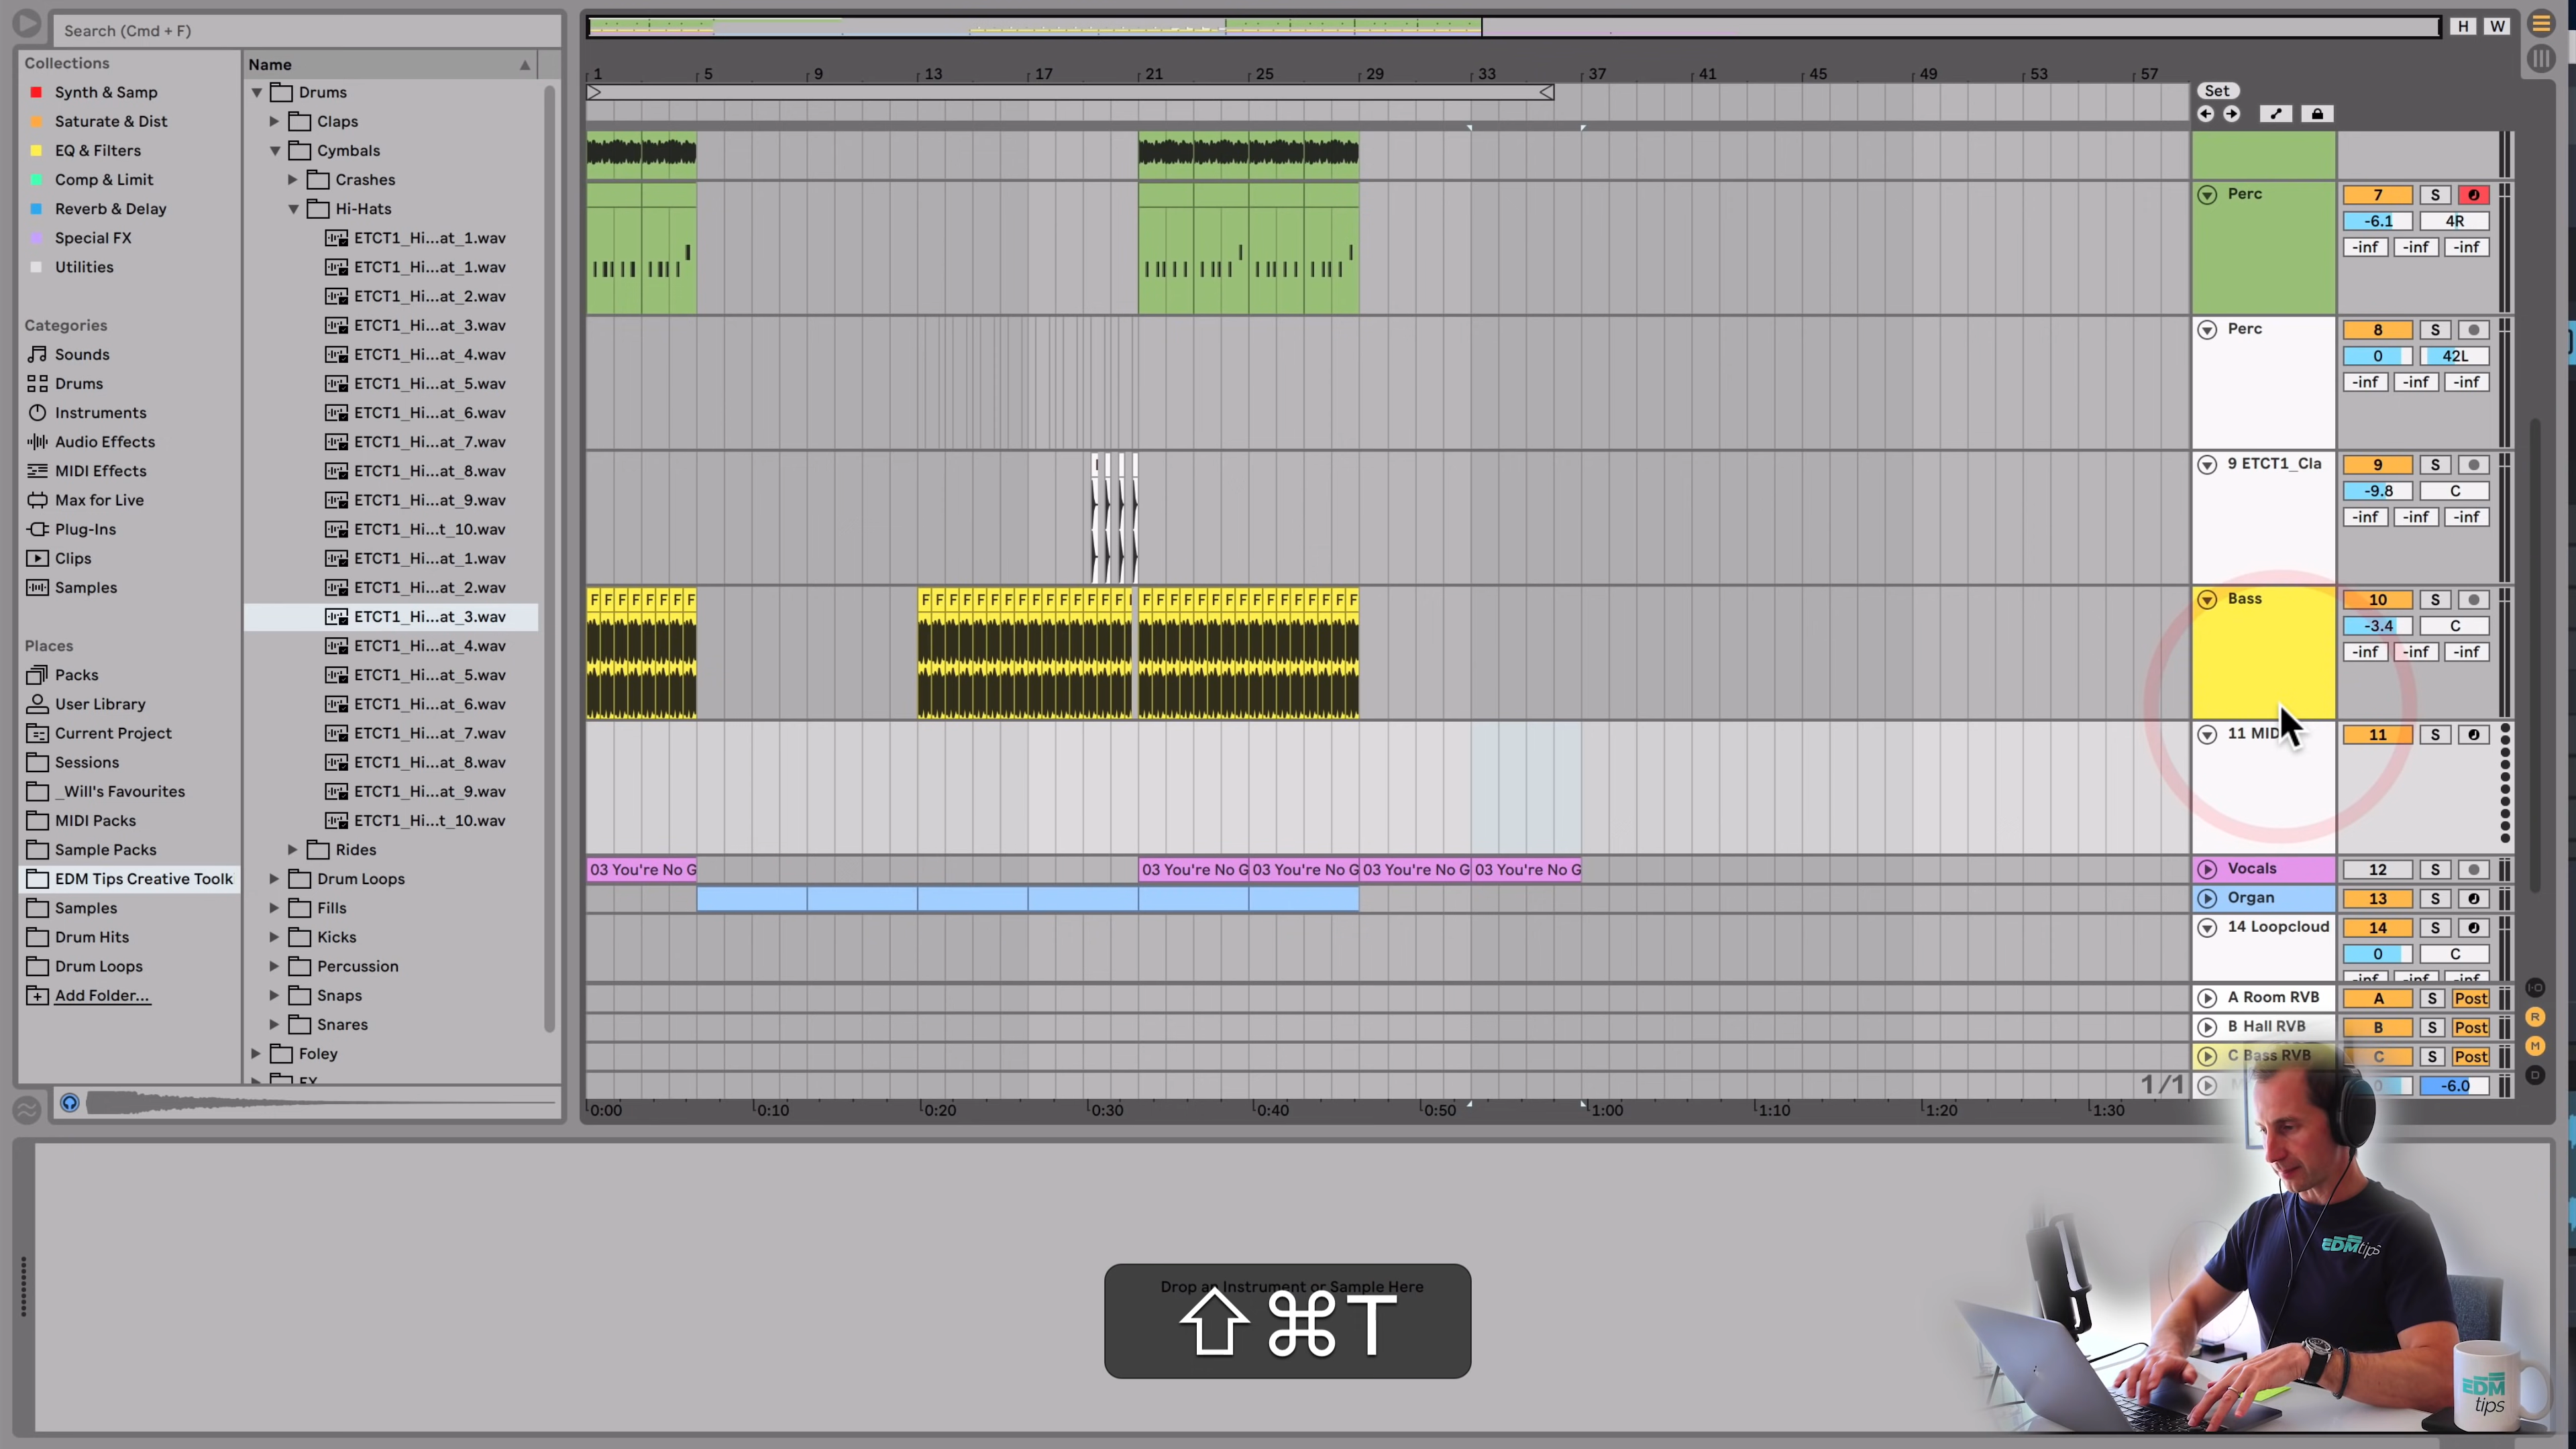 Search (Cmd + F)
H W
Collections
Synth & Samp
Saturate & Dist
EQ & Filters
Comp & Limit
Reverb & Delay
Special FX
Utilities
Categories
Sounds
Drums
Instruments
Audio Effects
MIDI Effects
Max for Live
Plug-Ins
Clips
Samples
Places
Packs
User Library
Current Project
Sessions
_Will's Favourites
MIDI Packs
Sample Packs
EDM Tips Creative Toolk
Samples
Drum Hits
Drum Loops
Add Folder...
Name
Drums
Claps
Cymbals
Crashes
Hi-Hats
ETCT1_Hi...at_1.wav
ETCT1_Hi...at_1.wav
ETCT1_Hi...at_2.wav
ETCT1_Hi...at_3.wav
ETCT1_Hi...at_4.wav
ETCT1_Hi...at_5.wav
ETCT1_Hi...at_6.wav
ETCT1_Hi...at_7.wav
ETCT1_Hi...at_8.wav
ETCT1_Hi...at_9.wav
ETCT1_Hi...t_10.wav
ETCT1_Hi...at_1.wav
ETCT1_Hi...at_2.wav
ETCT1_Hi...at_3.wav
ETCT1_Hi...at_4.wav
ETCT1_Hi...at_5.wav
ETCT1_Hi...at_6.wav
ETCT1_Hi...at_7.wav
ETCT1_Hi...at_8.wav
ETCT1_Hi...at_9.wav
ETCT1_Hi...t_10.wav
Rides
Drum Loops
Fills
Kicks
Percussion
Snaps
Snares
Foley
FX
1 5 9 13 17 21 25 29 33 37 41 45 49 53 57
Set
Perc 7 S
-6.1 4R
-inf -inf -inf
Perc 8 S
0 42L
-inf -inf -inf
9 ETCT1_Cla 9 S
-9.8 C
-inf -inf -inf
F F F F F F F F F F F F F F F F F F F F F F F F F F F F F F F F F F F F F F F
Bass 10 S
-3.4 C
-inf -inf -inf
11 MID 11 S
03 You're No G 03 You're No G 03 You're No G 03 You're No G 03 You're No G
Vocals 12 S
Organ 13 S
14 Loopcloud 14 S
0 C
-inf -inf -inf
A Room RVB A S Post
B Hall RVB B S Post
C Bass RVB C S Post
1/1 0 -6.0
R
M
D
0:00 0:10 0:20 0:30 0:40 0:50 1:00 1:10 1:20 1:30
Drop an Instrument or Sample Here
⇧⌘T
EDM tips
EDM
tips